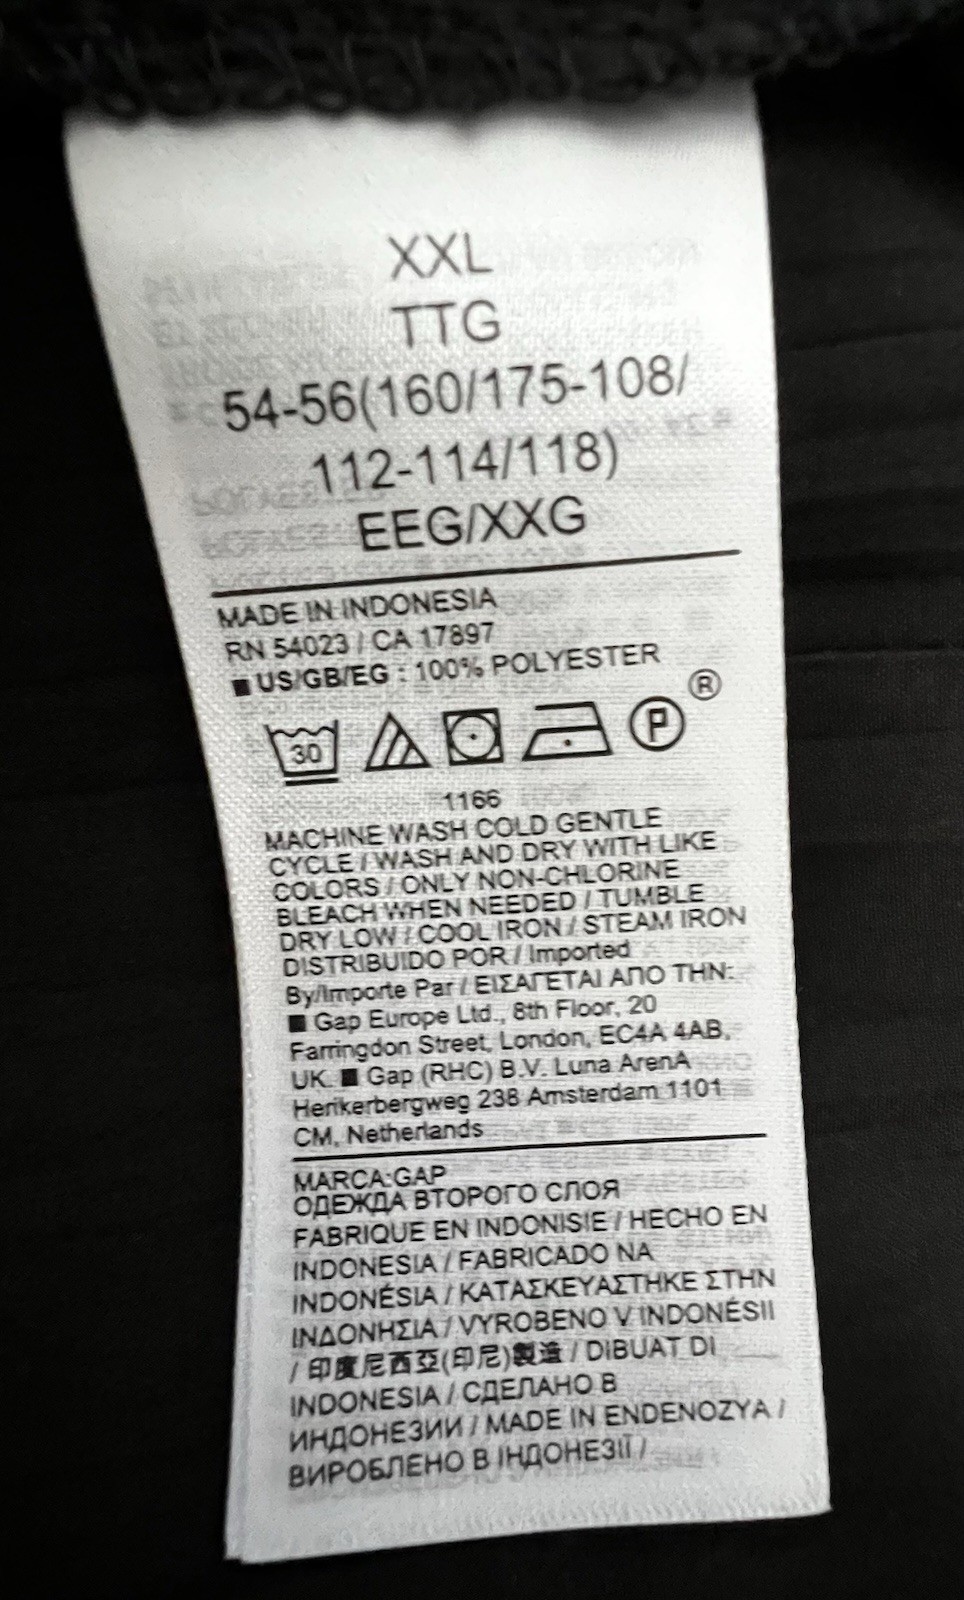 XXL
TTG
54-56(160/175-108/
112-114/118)
EEG/XXG
MADE IN INDONESIA
RN 54023 / CA 17897
■ US/GB/EG : 100% POLYESTER
30 P ®
1166
MACHINE WASH COLD GENTLE
CYCLE / WASH AND DRY WITH LIKE
COLORS / ONLY NON-CHLORINE
BLEACH WHEN NEEDED / TUMBLE
DRY LOW / COOL IRON / STEAM IRON
DISTRIBUIDO POR / Imported
By/Importe Par / ΕΙΣΑΓΕΤΑΙ ΑΠΟ ΤΗΝ:
■ Gap Europe Ltd., 8th Floor, 20
Farringdon Street, London, EC4A 4AB,
UK. ■ Gap (RHC) B.V. Luna ArenA
Herikerbergweg 238 Amsterdam 1101
CM, Netherlands
MARCA:GAP
ОДЕЖДА ВТОРОГО СЛОЯ
FABRIQUE EN INDONISIE / HECHO EN
INDONESIA / FABRICADO NA
INDONÉSIA / ΚΑΤΑΣΚΕΥΑΣΤΗΚΕ ΣΤΗΝ
ΙΝΔΟΝΗΣΙΑ / VYROBENO V INDONÉSII
/ 印度尼西亞(印尼)製造 / DIBUAT DI
INDONESIA / СДЕЛАНО В
ИНДОНЕЗИИ / MADE IN ENDENOZYA /
ВИРОБЛЕНО В ІНДОНЕЗІЇ /